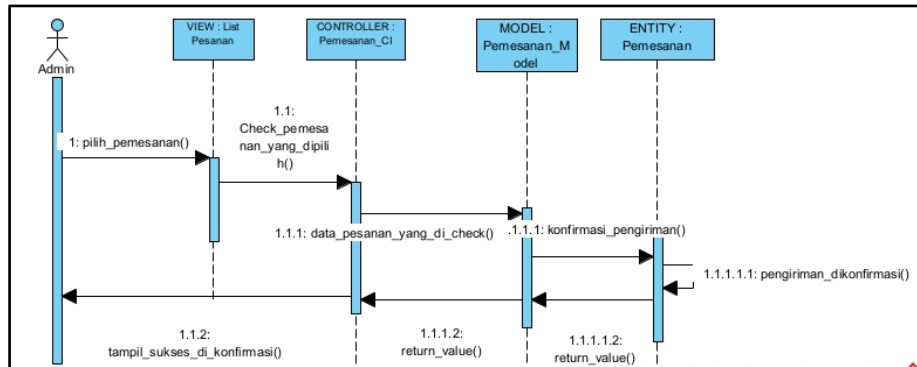 VIEW : List
Pesanan
CONTROLLER :
Pemesanan_CI
MODEL :
Pemesanan_M
odel
ENTITY :
Pemesanan
Admin
1: pilih_pemesanan()
1.1:
Check_pemesa
nan_yang_dipili
h()
1.1.1: data_pesanan_yang_di_check()
.1.1.1: konfirmasi_pengiriman()
1.1.1.1.1: pengiriman_dikonfirmasi()
1.1.2:
tampil_sukses_di_konfirmasi()
1.1.1.2:
return_value()
1.1.1.1.2:
return_value()